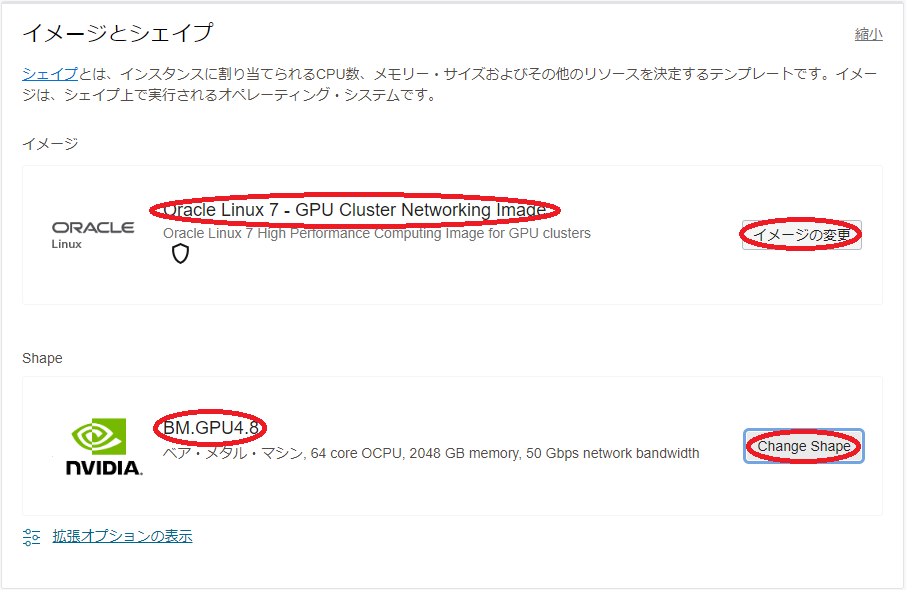 イメージとシェイプ
縮小
シェイプとは、インスタンスに割り当てられるCPU数、メモリー・サイズおよびその他のリソースを決定するテンプレートです。イメー
ジは、シェイプ上で実行されるオペレーティング・システムです。
イメージ
ORACLE
Linux
Oracle Linux 7 - GPU Cluster Networking Image
Oracle Linux 7 High Performance Computing Image for GPU clusters
イメージの変更
Shape
NVIDIA.
BM.GPU4.8
ベア・メタル・マシン, 64 core OCPU, 2048 GB memory, 50 Gbps network bandwidth
Change Shape
拡張オプションの表示